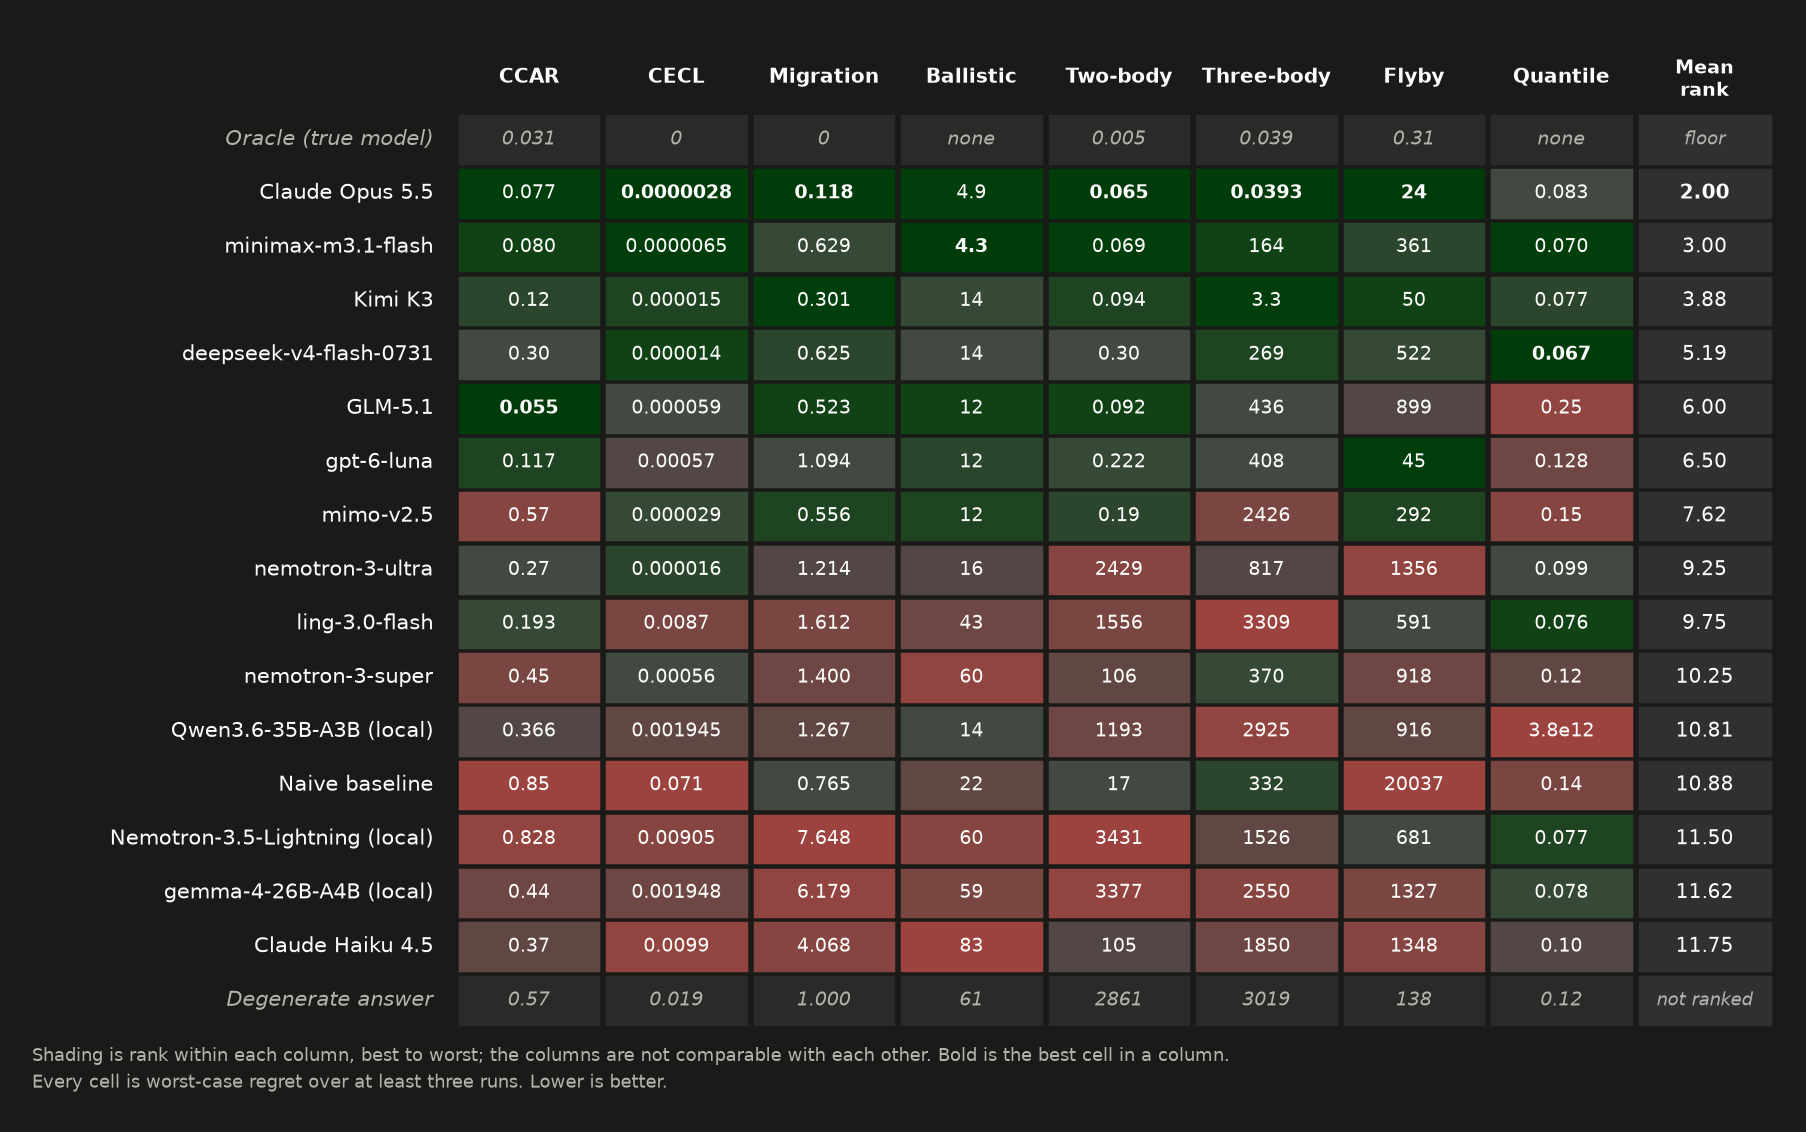 CCAR CECL Migration Ballistic Two-body Three-body Flyby Quantile Mean rank
Oracle (true model) 0.031 0 0 none 0.005 0.039 0.31 none floor
Claude Opus 5.5 0.077 0.0000028 0.118 4.9 0.065 0.0393 24 0.083 2.00
minimax-m3.1-flash 0.080 0.0000065 0.629 4.3 0.069 164 361 0.070 3.00
Kimi K3 0.12 0.000015 0.301 14 0.094 3.3 50 0.077 3.88
deepseek-v4-flash-0731 0.30 0.000014 0.625 14 0.30 269 522 0.067 5.19
GLM-5.1 0.055 0.000059 0.523 12 0.092 436 899 0.25 6.00
gpt-6-luna 0.117 0.00057 1.094 12 0.222 408 45 0.128 6.50
mimo-v2.5 0.57 0.000029 0.556 12 0.19 2426 292 0.15 7.62
nemotron-3-ultra 0.27 0.000016 1.214 16 2429 817 1356 0.099 9.25
ling-3.0-flash 0.193 0.0087 1.612 43 1556 3309 591 0.076 9.75
nemotron-3-super 0.45 0.00056 1.400 60 106 370 918 0.12 10.25
Qwen3.6-35B-A3B (local) 0.366 0.001945 1.267 14 1193 2925 916 3.8e12 10.81
Naive baseline 0.85 0.071 0.765 22 17 332 20037 0.14 10.88
Nemotron-3.5-Lightning (local) 0.828 0.00905 7.648 60 3431 1526 681 0.077 11.50
gemma-4-26B-A4B (local) 0.44 0.001948 6.179 59 3377 2550 1327 0.078 11.62
Claude Haiku 4.5 0.37 0.0099 4.068 83 105 1850 1348 0.10 11.75
Degenerate answer 0.57 0.019 1.000 61 2861 3019 138 0.12 not ranked
Shading is rank within each column, best to worst; the columns are not comparable with each other. Bold is the best cell in a column.
Every cell is worst-case regret over at least three runs. Lower is better.